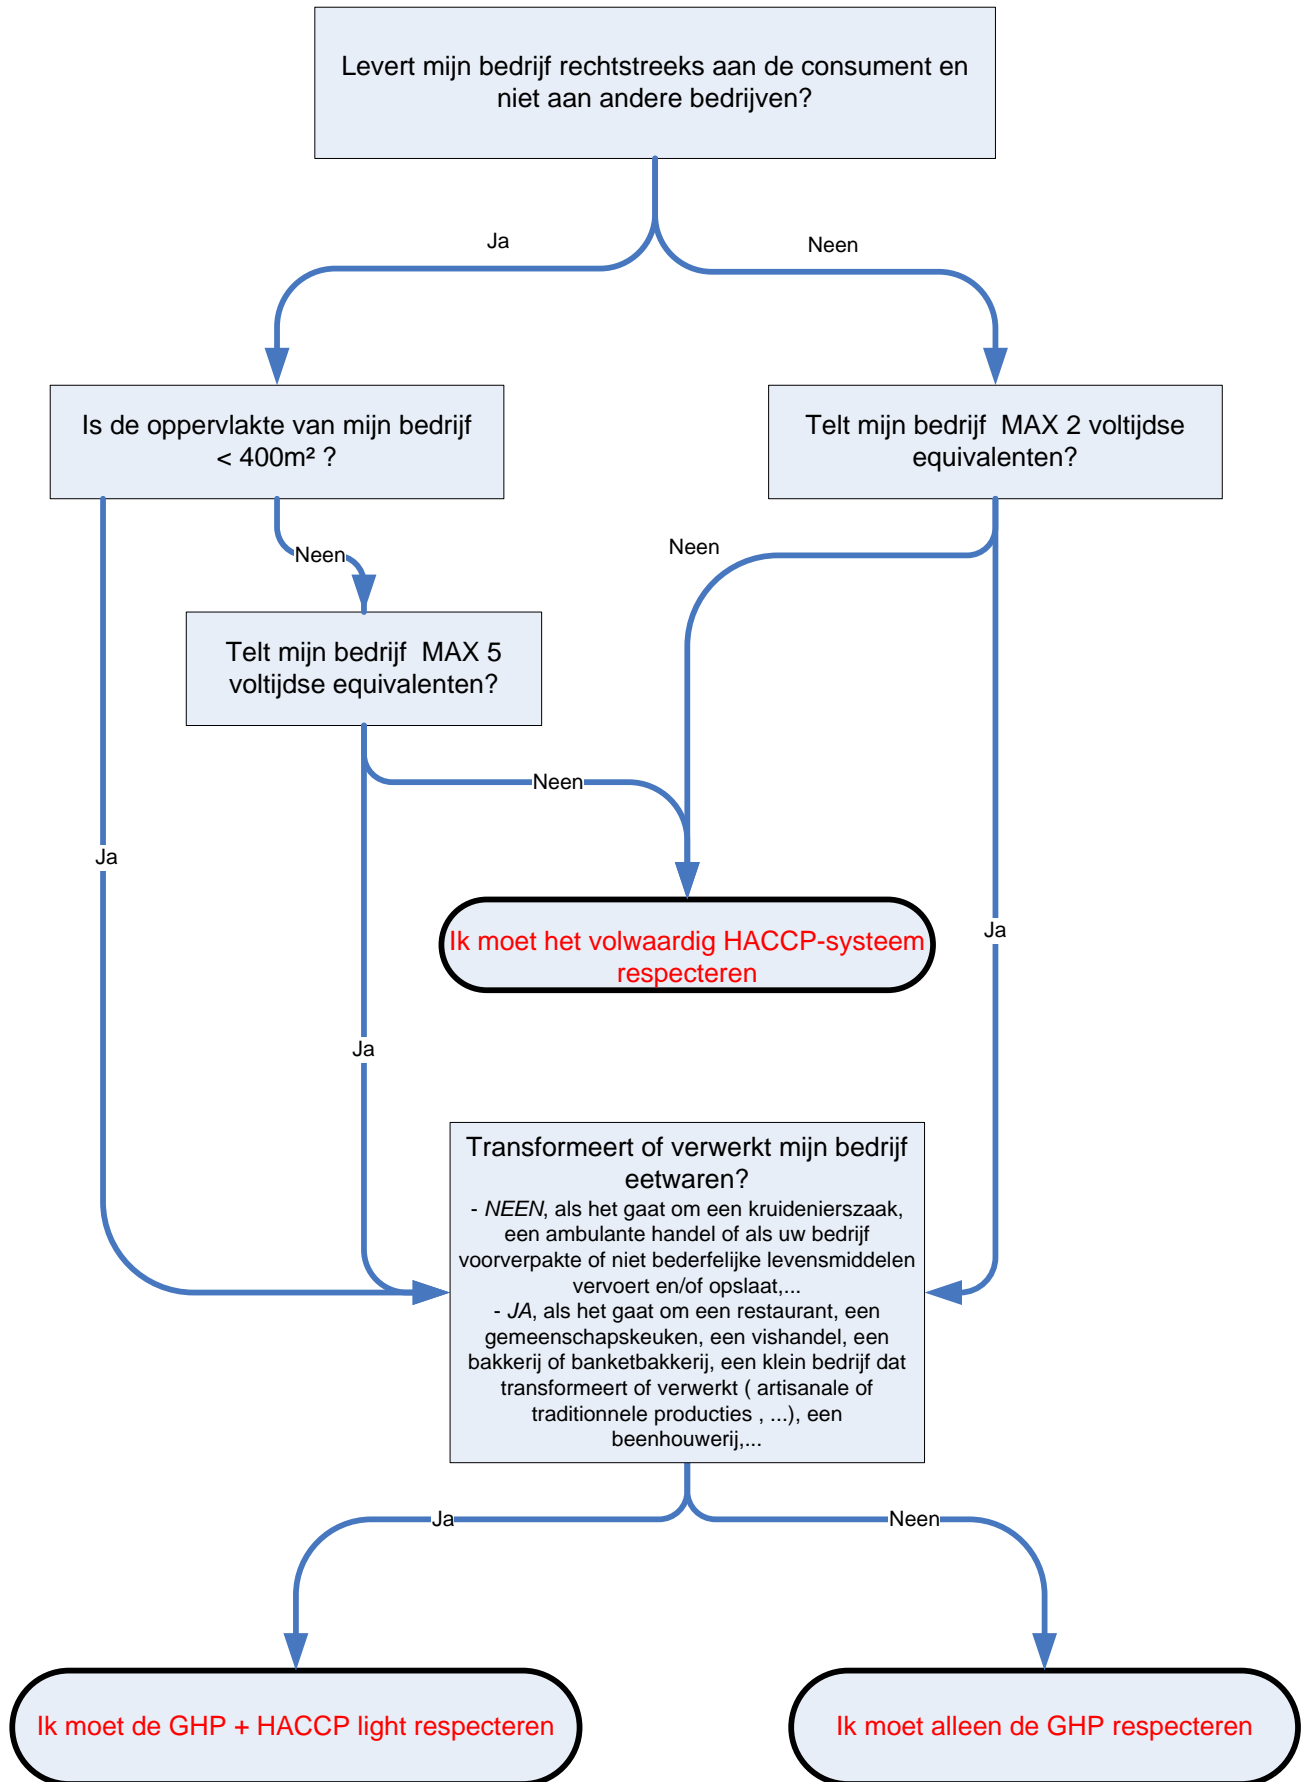 Levert mijn bedrijf rechtstreeks aan de consument en
niet aan andere bedrijven?
Ja
Neen
Is de oppervlakte van mijn bedrijf
< 400m² ?
Telt mijn bedrijf  MAX 2 voltijdse
equivalenten?
Neen
Neen
Telt mijn bedrijf  MAX 5
voltijdse equivalenten?
Neen
Ja
Ik moet het volwaardig HACCP-systeem
respecteren
Ja
Ja
Transformeert of verwerkt mijn bedrijf
eetwaren?
- NEEN, als het gaat om een kruidenierszaak,
een ambulante handel of als uw bedrijf
voorverpakte of niet bederfelijke levensmiddelen
vervoert en/of opslaat,...
- JA, als het gaat om een restaurant, een
gemeenschapskeuken, een vishandel, een
bakkerij of banketbakkerij, een klein bedrijf dat
transformeert of verwerkt ( artisanale of
traditionnele producties , ...), een
beenhouwerij,...
Ja
Neen
Ik moet de GHP + HACCP light respecteren
Ik moet alleen de GHP respecteren